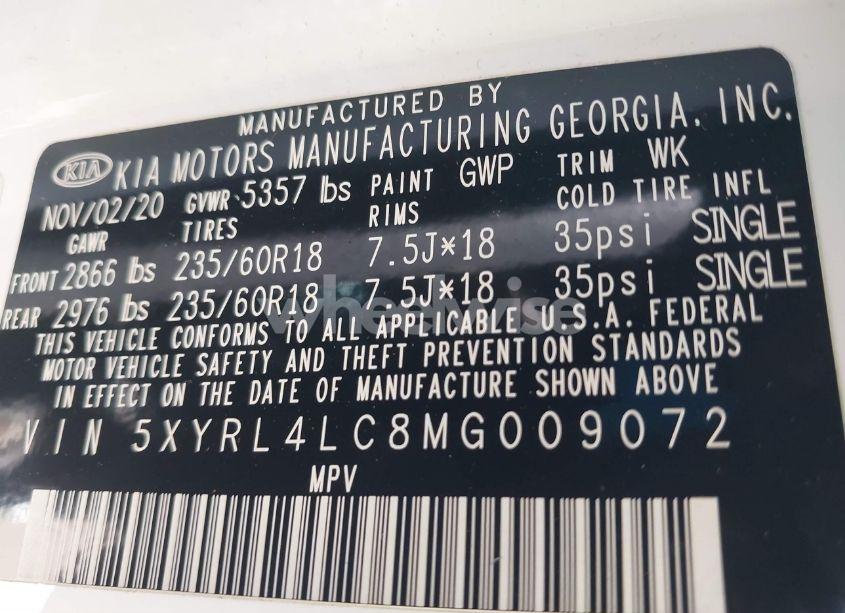 MANUFACTURED BY
KIA KIA MOTORS MANUFACTURING GEORGIA, INC.
NOV/02/20 GVWR 5357 lbs PAINT GWP TRIM WK
GAWR TIRES RIMS COLD TIRE INFL
FRONT 2866 lbs 235/60R18 7.5J*18 35psi SINGLE
REAR 2976 lbs 235/60R18 7.5J*18 35psi SINGLE
THIS VEHICLE CONFORMS TO ALL APPLICABLE U.S.A. FEDERAL
MOTOR VEHICLE SAFETY AND THEFT PREVENTION STANDARDS
IN EFFECT ON THE DATE OF MANUFACTURE SHOWN ABOVE
VIN 5XYRL4LC8MG009072
MPV
wheelwise